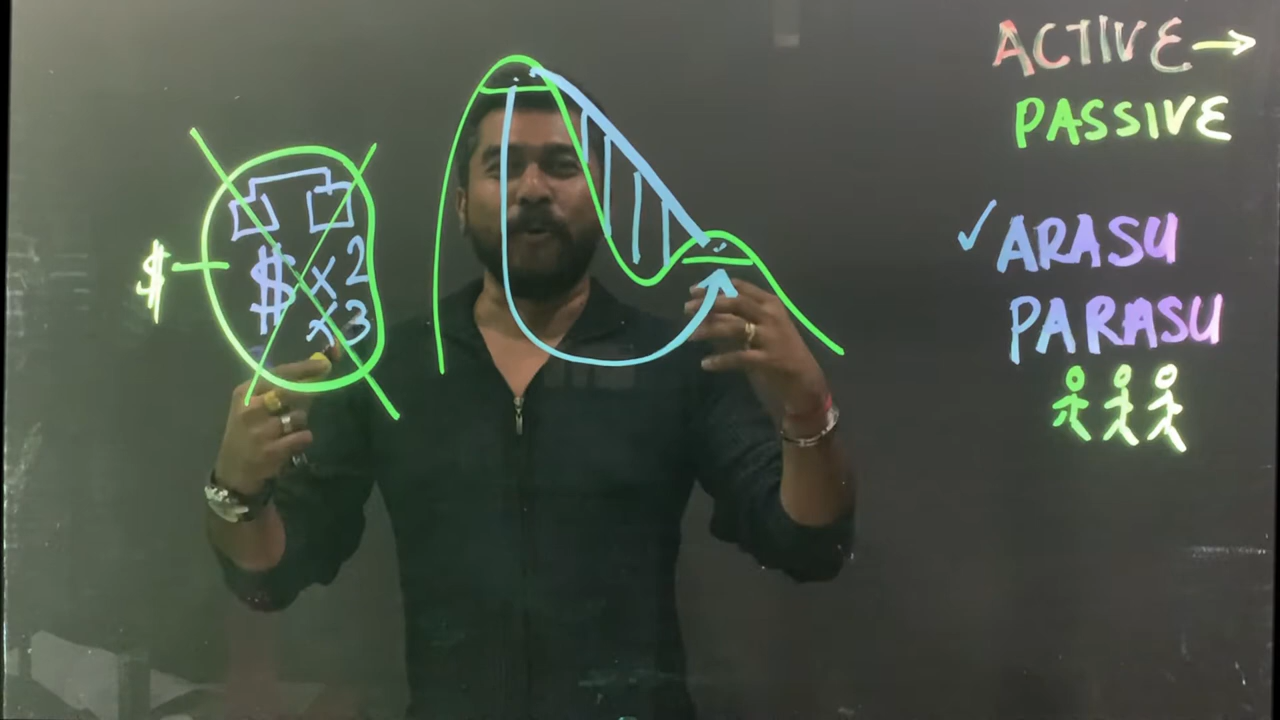 ACTIVE →
PASSIVE
✓ ARASU
PARASU
$
$ x2
x3